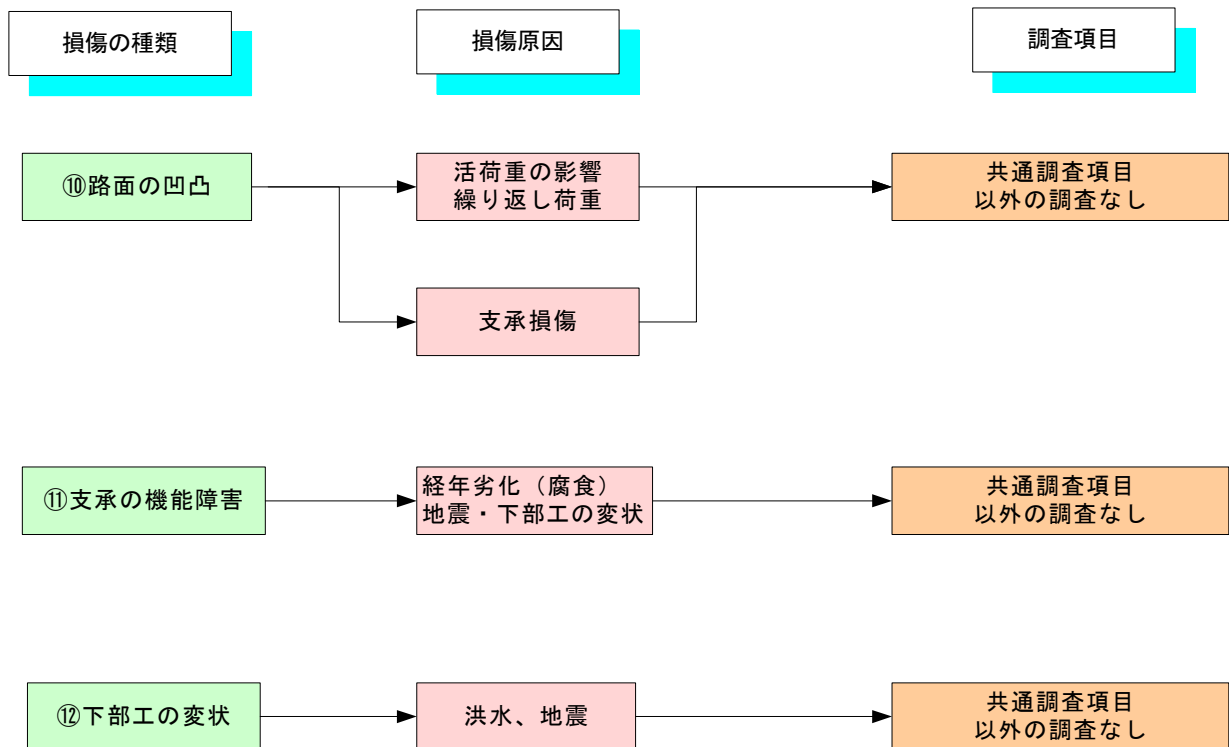 損傷の種類
損傷原因
調査項目
⑩路面の凹凸
活荷重の影響
繰り返し荷重
共通調査項目
以外の調査なし
支承損傷
⑪支承の機能障害
経年劣化（腐食）
地震・下部工の変状
共通調査項目
以外の調査なし
⑫下部工の変状
洪水、地震
共通調査項目
以外の調査なし